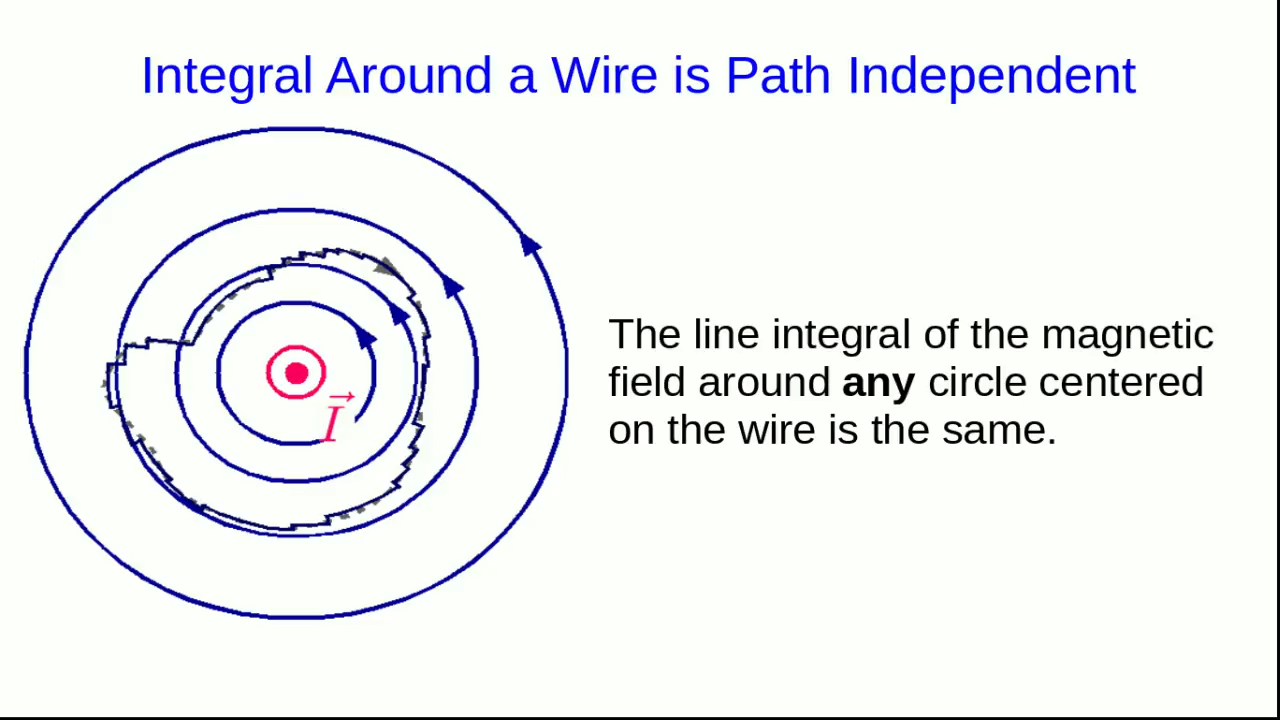 Integral Around a Wire is Path Independent
The line integral of the magnetic
field around any circle centered
on the wire is the same.
I